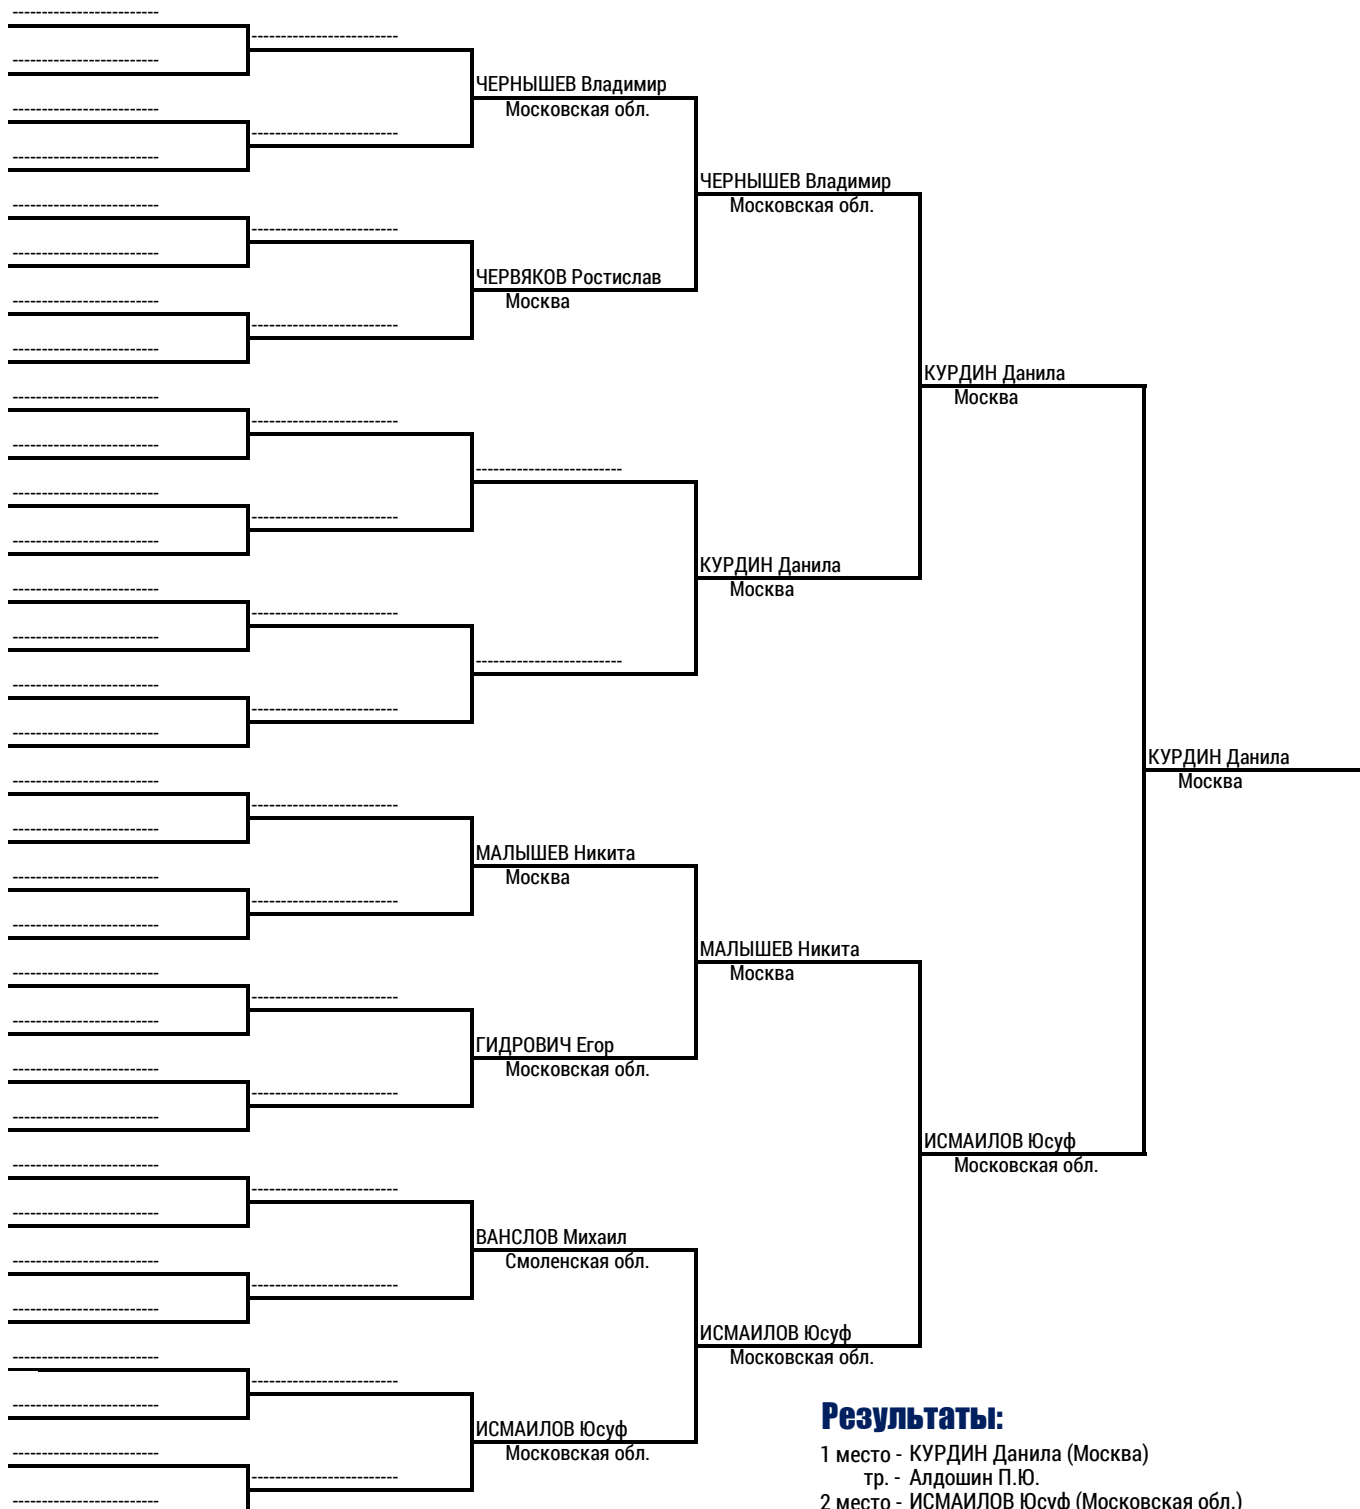 ЧЕРНЫШЕВ Владимир
Московская обл.
ЧЕРНЫШЕВ Владимир
Московская обл.
ЧЕРВЯКОВ Ростислав
Москва
КУРДИН Данила
Москва
КУРДИН Данила
Москва
КУРДИН Данила
Москва
МАЛЫШЕВ Никита
Москва
МАЛЫШЕВ Никита
Москва
ГИДРОВИЧ Егор
Московская обл.
ИСМАИЛОВ Юсуф
Московская обл.
ВАНСЛОВ Михаил
Смоленская обл.
ИСМАИЛОВ Юсуф
Московская обл.
ИСМАИЛОВ Юсуф
Московская обл.
Результаты:
1 место - КУРДИН Данила (Москва)
тр. - Алдошин П.Ю.
2 место - ИСМАИЛОВ Юсуф (Московская обл.)